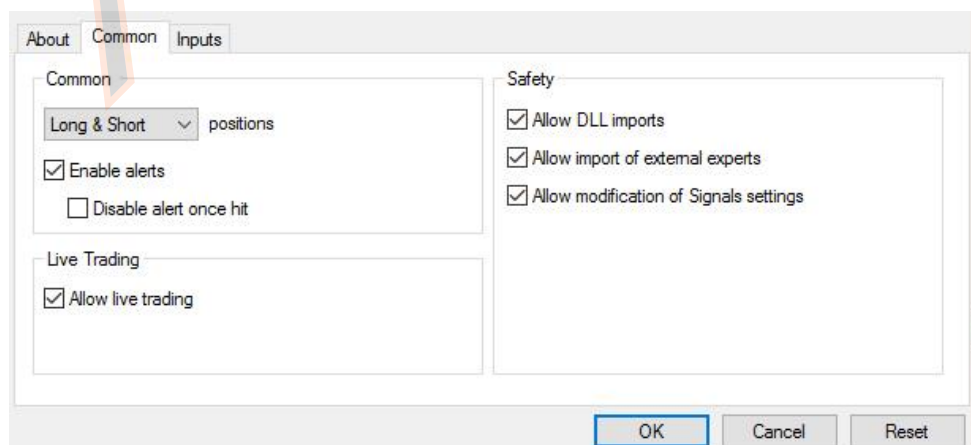 About Common Inputs
Common
Long & Short positions
Enable alerts
Disable alert once hit
Live Trading
Allow live trading
Safety
Allow DLL imports
Allow import of external experts
Allow modification of Signals settings
OK Cancel Reset